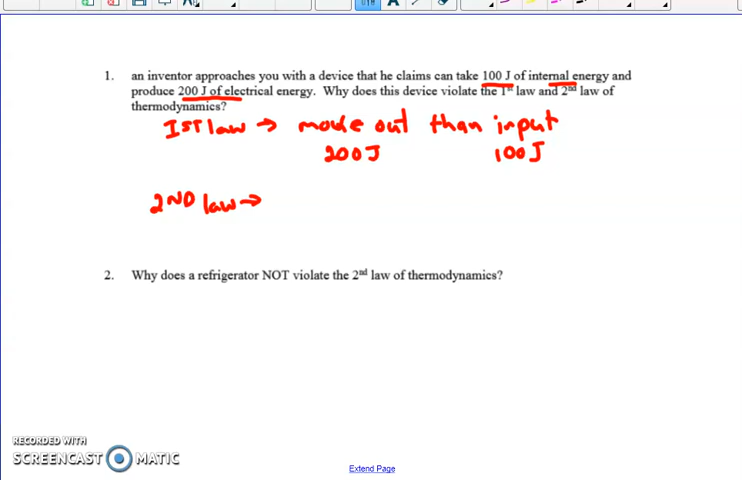 1. an inventor approaches you with a device that he claims can take 100 J of internal energy and
produce 200 J of electrical energy. Why does this device violate the 1st law and 2nd law of
thermodynamics?
1ST law → more out than input
200J 100J
2ND law →
2. Why does a refrigerator NOT violate the 2nd law of thermodynamics?
RECORDED WITH
SCREENCAST MATIC
Extend Page